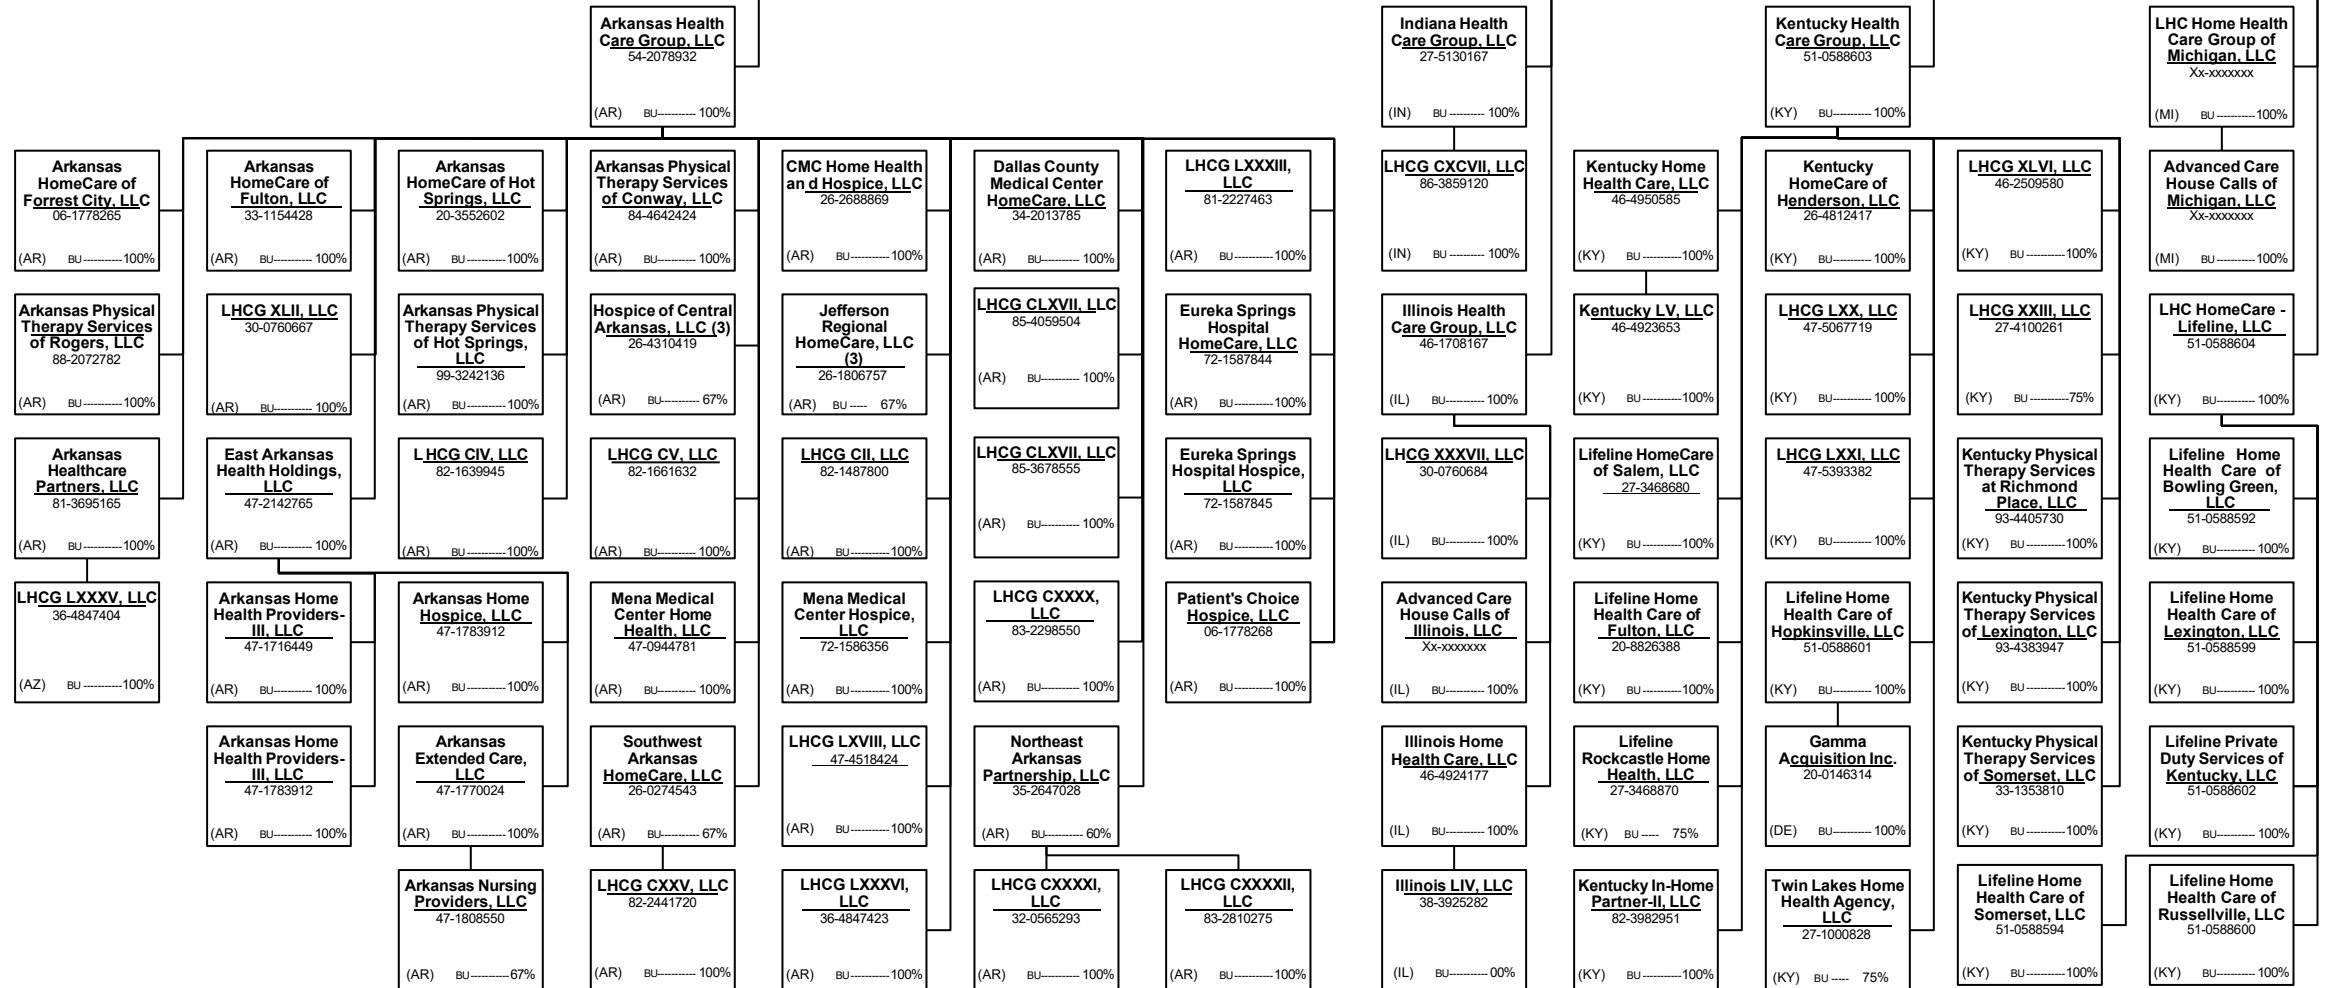 Arkansas Health
Care Group, LLC
54-2078932
(AR) BU----------- 100%
Indiana Health
Care Group, LLC
27-5130167
(IN) BU ----------- 100%
Kentucky Health
Care Group, LLC
51-0588603
(KY) BU ----------- 100%
LHC Home Health
Care Group of
Michigan, LLC
Xx-xxxxxxx
(MI) BU -----------100%
Arkansas
HomeCare of
Forrest City, LLC
06-1778265
(AR) BU -----------100%
Arkansas
HomeCare of
Fulton, LLC
33-1154428
(AR) BU----------- 100%
Arkansas
HomeCare of Hot
Springs, LLC
20-3552602
(AR) BU -----------100%
Arkansas Physical
Therapy Services
of Conway, LLC
84-4642424
(AR) BU----------- 100%
CMC Home Health
an d Hospice, LLC
26-2688869
(AR) BU-----------100%
Dallas County
Medical Center
HomeCare, LLC
34-2013785
(AR) BU----------- 100%
LHCG LXXXIII,
LLC
81-2227463
(AR) BU-----------100%
LHCG CXCVII, LLC
86-3859120
(IN) BU ----------- 100%
Kentucky Home
Health Care, LLC
46-4950585
(KY) BU -----------100%
Kentucky
HomeCare of
Henderson, LLC
26-4812417
(KY) BU----------- 100%
LHCG XLVI, LLC
46-2509580
(KY) BU -----------100%
Advanced Care
House Calls of
Michigan, LLC
Xx-xxxxxxx
(MI) BU -----------100%
Arkansas Physical
Therapy Services
of Rogers, LLC
88-2072782
(AR) BU -----------100%
LHCG XLII, LLC
30-0760667
(AR) BU----------- 100%
Arkansas Physical
Therapy Services
of Hot Springs,
LLC
99-3242136
(AR) BU -----------100%
Hospice of Central
Arkansas, LLC (3)
26-4310419
(AR) BU----------- 67%
Jefferson
Regional
HomeCare, LLC
(3)
26-1806757
(AR) BU ----- 67%
LHCG CLXVII, LLC
85-4059504
(AR) BU----------- 100%
Eureka Springs
Hospital
HomeCare, LLC
72-1587844
(AR) BU-----------100%
Illinois Health
Care Group, LLC
46-1708167
(IL) BU----------- 100%
Kentucky LV, LLC
46-4923653
(KY) BU -----------100%
LHCG LXX, LLC
47-5067719
(KY) BU----------- 100%
LHCG XXIII, LLC
27-4100261
(KY) BU -----------75%
LHC HomeCare -
Lifeline, LLC
51-0588604
(KY) BU----------- 100%
Arkansas
Healthcare
Partners, LLC
81-3695165
(AR) BU -----------100%
East Arkansas
Health Holdings,
LLC
47-2142765
(AR) BU----------- 100%
LHCG CIV, LLC
82-1639945
(AR) BU -----------100%
LHCG CV, LLC
82-1661632
(AR) BU----------- 100%
LHCG CII, LLC
82-1487800
(AR) BU -----------100%
LHCG CLXVII, LLC
85-3678555
(AR) BU----------- 100%
Eureka Springs
Hospital Hospice,
LLC
72-1587845
(AR) BU-----------100%
LHCG XXXVII, LLC
30-0760684
(IL) BU----------- 100%
Lifeline HomeCare
of Salem, LLC
27-3468680
(KY) BU -----------100%
LHCG LXXI, LLC
47-5393382
(KY) BU----------- 100%
Kentucky Physical
Therapy Services
at Richmond
Place, LLC
93-4405730
(KY) BU -----------100%
Lifeline Home
Health Care of
Bowling Green,
LLC
51-0588592
(KY) BU----------- 100%
LHCG LXXXV, LLC
36-4847404
(AZ) BU -----------100%
Arkansas Home
Health Providers-
III, LLC
47-1716449
(AR) BU----------- 100%
Arkansas Home
Hospice, LLC
47-1783912
(AR) BU -----------100%
Mena Medical
Center Home
Health, LLC
47-0944781
(AR) BU----------- 100%
Mena Medical
Center Hospice,
LLC
72-1586356
(AR) BU -----------100%
LHCG CXXXX,
LLC
83-2298550
(AR) BU----------- 100%
Patient's Choice
Hospice, LLC
06-1778268
(AR) BU-----------100%
Advanced Care
House Calls of
Illinois, LLC
Xx-xxxxxxx
(IL) BU----------- 100%
Lifeline Home
Health Care of
Fulton, LLC
20-8826388
(KY) BU -----------100%
Lifeline Home
Health Care of
Hopkinsville, LLC
51-0588601
(KY) BU----------- 100%
Kentucky Physical
Therapy Services
of Lexington, LLC
93-4383947
(KY) BU -----------100%
Lifeline Home
Health Care of
Lexington, LLC
51-0588599
(KY) BU----------- 100%
Arkansas Home
Health Providers-
III, LLC
47-1783912
(AR) BU----------- 100%
Arkansas
Extended Care,
LLC
47-1770024
(AR) BU -----------100%
Southwest
Arkansas
HomeCare, LLC
26-0274543
(AR) BU----------- 67%
LHCG LXVIII, LLC
47-4518424
(AR) BU -----------100%
Northeast
Arkansas
Partnership, LLC
35-2647028
(AR) BU----------- 60%
Illinois Home
Health Care, LLC
46-4924177
(IL) BU----------- 100%
Lifeline
Rockcastle Home
Health, LLC
27-3468870
(KY) BU ----- 75%
Gamma
Acquisition Inc.
20-0146314
(DE) BU----------- 100%
Kentucky Physical
Therapy Services
of Somerset, LLC
33-1353810
(KY) BU -----------100%
Lifeline Private
Duty Services of
Kentucky, LLC
51-0588602
(KY) BU----------- 100%
Arkansas Nursing
Providers, LLC
47-1808550
(AR) BU-----------67%
LHCG CXXV, LLC
82-2441720
(AR) BU----------- 100%
LHCG LXXXVI,
LLC
36-4847423
(AR) BU -----------100%
LHCG CXXXXI,
LLC
32-0565293
(AR) BU----------- 100%
LHCG CXXXXII,
LLC
83-2810275
(AR) BU-----------100%
Illinois LIV, LLC
38-3925282
(IL) BU----------- 00%
Kentucky In-Home
Partner-II, LLC
82-3982951
(KY) BU -----------100%
Twin Lakes Home
Health Agency,
LLC
27-1000828
(KY) BU ----- 75%
Lifeline Home
Health Care of
Somerset, LLC
51-0588594
(KY) BU -----------100%
Lifeline Home
Health Care of
Russellville, LLC
51-0588600
(KY) BU----------- 100%